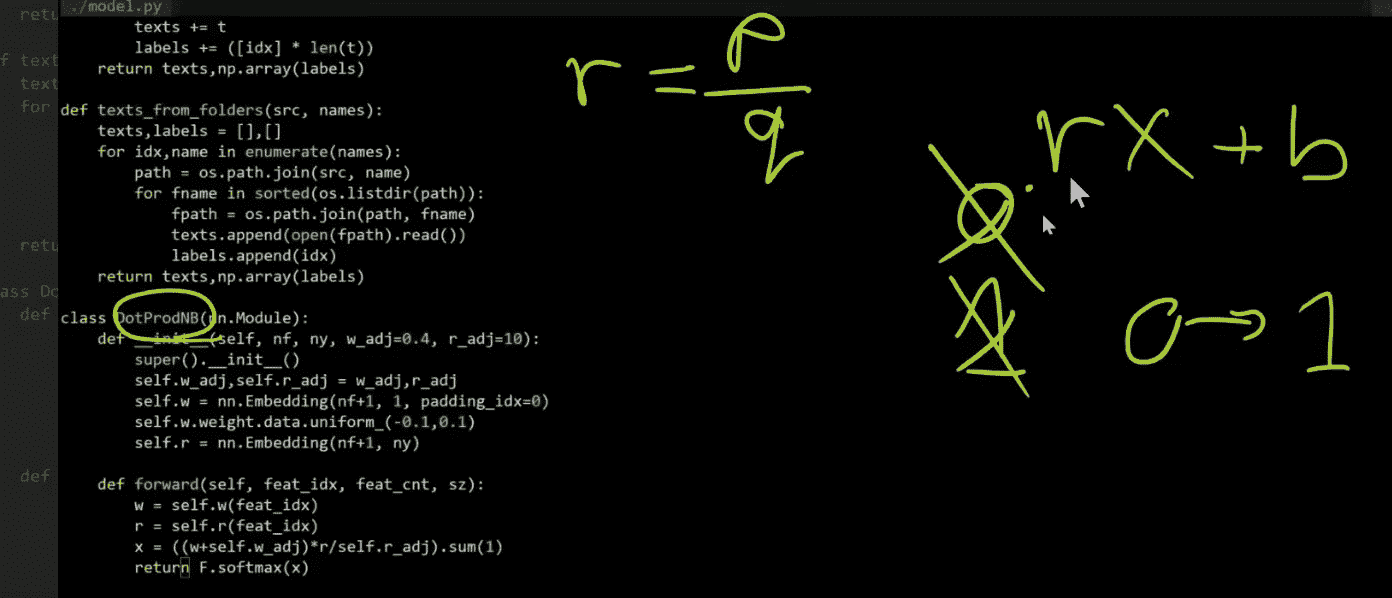 ./model.py
texts += t
labels += ([idx] * len(t))
return texts,np.array(labels)
def texts_from_folders(src, names):
texts,labels = [],[]
for idx,name in enumerate(names):
path = os.path.join(src, name)
for fname in sorted(os.listdir(path)):
fpath = os.path.join(path, fname)
texts.append(open(fpath).read())
labels.append(idx)
return texts,np.array(labels)
class DotProdNB(nn.Module):
def __init__(self, nf, ny, w_adj=0.4, r_adj=10):
super().__init__()
self.w_adj,self.r_adj = w_adj,r_adj
self.w = nn.Embedding(nf+1, 1, padding_idx=0)
self.w.weight.data.uniform_(-0.1,0.1)
self.r = nn.Embedding(nf+1, ny)
def forward(self, feat_idx, feat_cnt, sz):
w = self.w(feat_idx)
r = self.r(feat_idx)
x = ((w+self.w_adj)*r/self.r_adj).sum(1)
return F.softmax(x)
retu
f text
text
for
retu
ass Do
def
def
r = p
q
r x + b
0 → 1